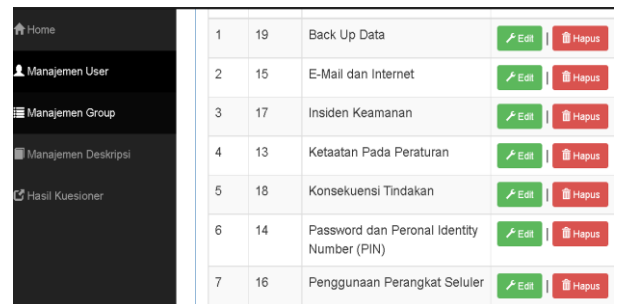 Home
Manajemen User
Manajemen Group
Manajemen Deskripsi
Hasil Kuesioner
1 19 Back Up Data Edit | Hapus
2 15 E-Mail dan Internet Edit | Hapus
3 17 Insiden Keamanan Edit | Hapus
4 13 Ketaatan Pada Peraturan Edit | Hapus
5 18 Konsekuensi Tindakan Edit | Hapus
6 14 Password dan Peronal Identity Edit | Hapus
Number (PIN)
7 16 Penggunaan Perangkat Seluler Edit | Hapus